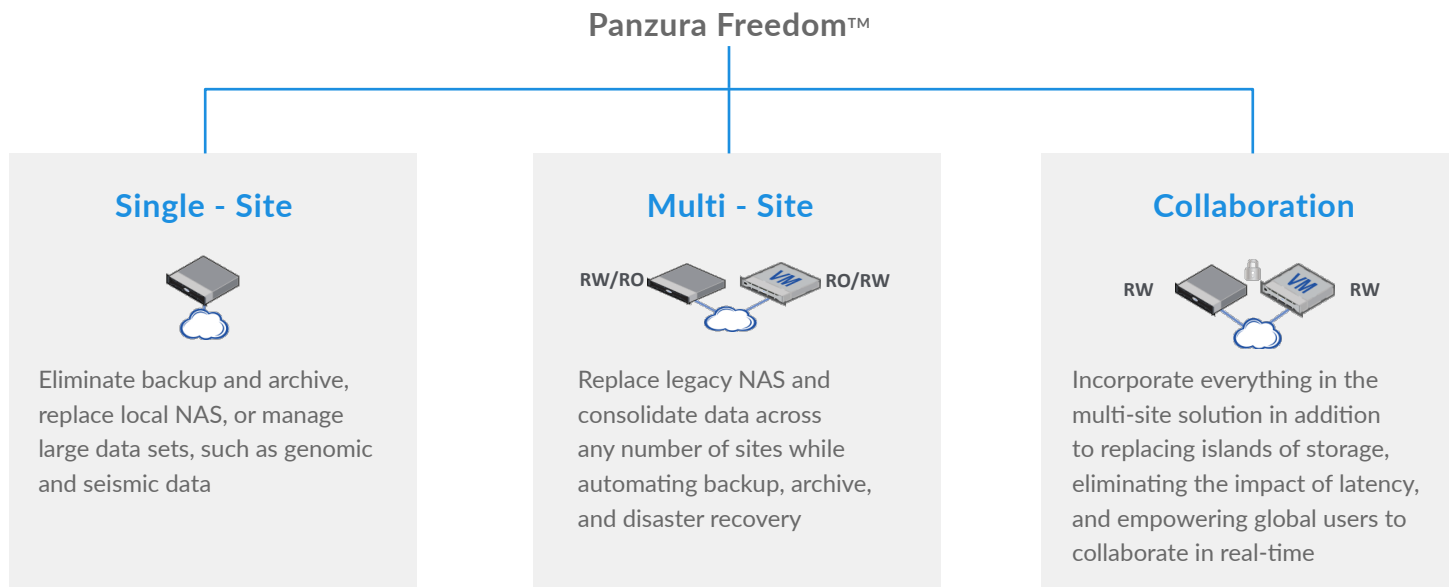 Panzura Freedom™
Single - Site
Eliminate backup and archive,
replace local NAS, or manage
large data sets, such as genomic
and seismic data
Multi - Site
RW/RO
VM
RO/RW
Replace legacy NAS and
consolidate data across
any number of sites while
automating backup, archive,
and disaster recovery
Collaboration
RW
VM
RW
Incorporate everything in the
multi-site solution in addition
to replacing islands of storage,
eliminating the impact of latency,
and empowering global users to
collaborate in real-time